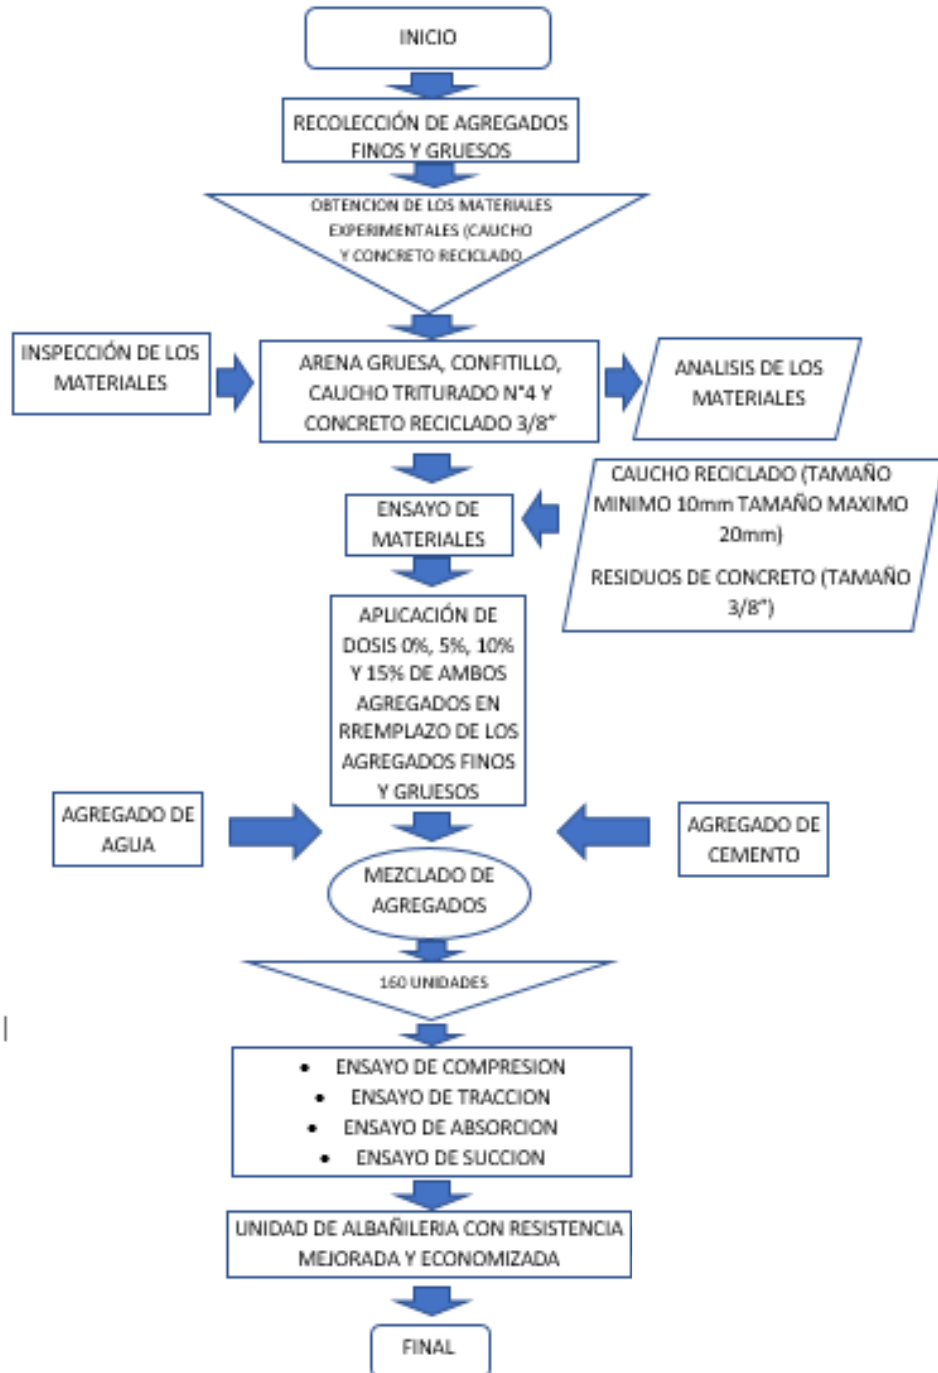 INICIO
RECOLECCIÓN DE AGREGADOS
FINOS Y GRUESOS
OBTENCION DE LOS MATERIALES
EXPERIMENTALES (CAUCHO
Y CONCRETO RECICLADO
INSPECCIÓN DE LOS
MATERIALES
ARENA GRUESA, CONFITILLO,
CAUCHO TRITURADO N°4 Y
CONCRETO RECICLADO 3/8”
ANALISIS DE LOS
MATERIALES
ENSAYO DE
MATERIALES
CAUCHO RECICLADO (TAMAÑO
MINIMO 10mm TAMAÑO MAXIMO
20mm)
RESIDUOS DE CONCRETO (TAMAÑO
3/8”)
APLICACIÓN DE
DOSIS 0%, 5%, 10%
Y 15% DE AMBOS
AGREGADOS EN
RREMPLAZO DE LOS
AGREGADOS FINOS
Y GRUESOS
AGREGADO DE
AGUA
AGREGADO DE
CEMENTO
MEZCLADO DE
AGREGADOS
160 UNIDADES
• ENSAYO DE COMPRESION
• ENSAYO DE TRACCION
• ENSAYO DE ABSORCION
• ENSAYO DE SUCCION
UNIDAD DE ALBAÑILERIA CON RESISTENCIA
MEJORADA Y ECONOMIZADA
FINAL